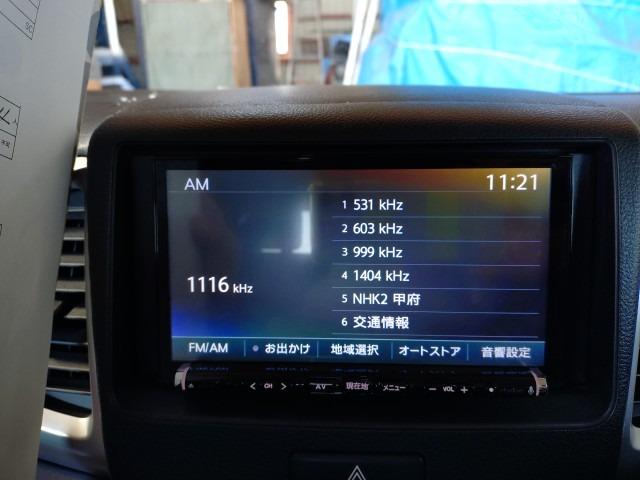 AM 11:21
1 531 kHz
2 603 kHz
3 999 kHz
1116 kHz
4 1404 kHz
5 NHK2 甲府
6 交通情報
FM/AM お出かけ 地域選択 オートストア 音響設定
CH AV 現在地 メニュー − VOL +